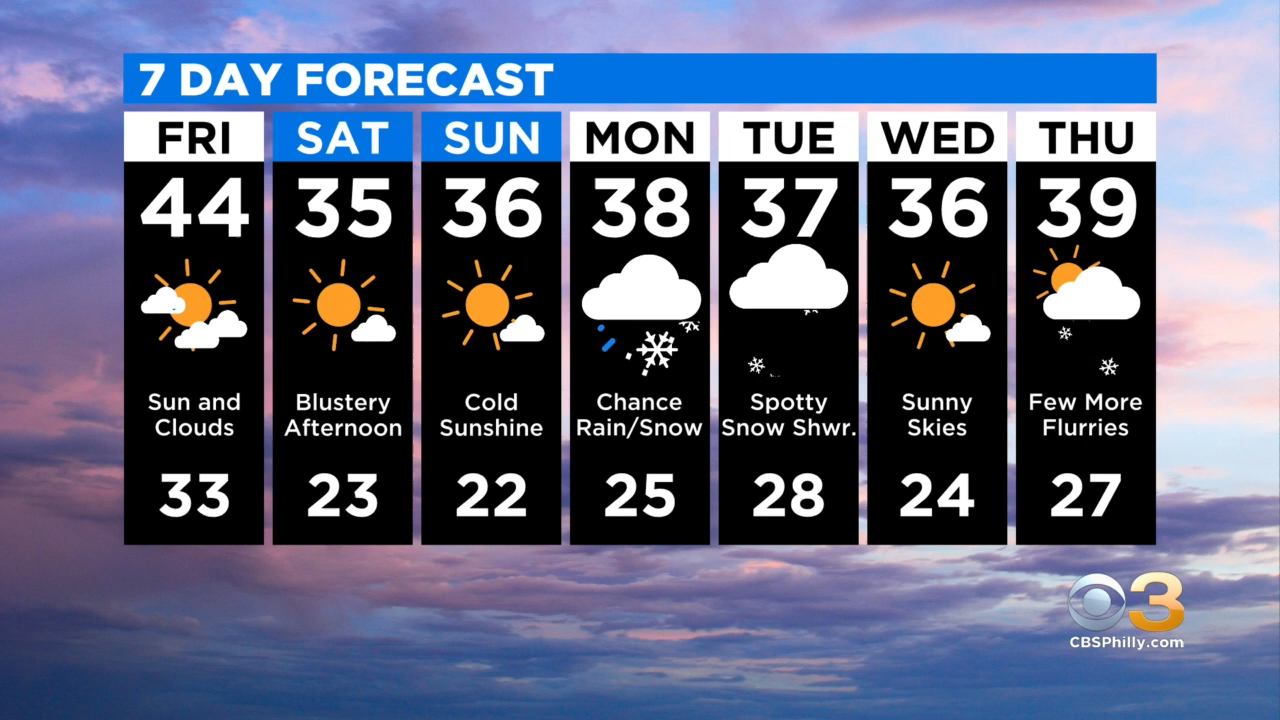 7 DAY FORECAST
FRI
44
Sun and
Clouds
33
SAT
35
Blustery
Afternoon
23
SUN
36
Cold
Sunshine
22
MON
38
Chance
Rain/Snow
25
TUE
37
Spotty
Snow Shwr.
28
WED
36
Sunny
Skies
24
THU
39
Few More
Flurries
27
3
CBSPhilly.com